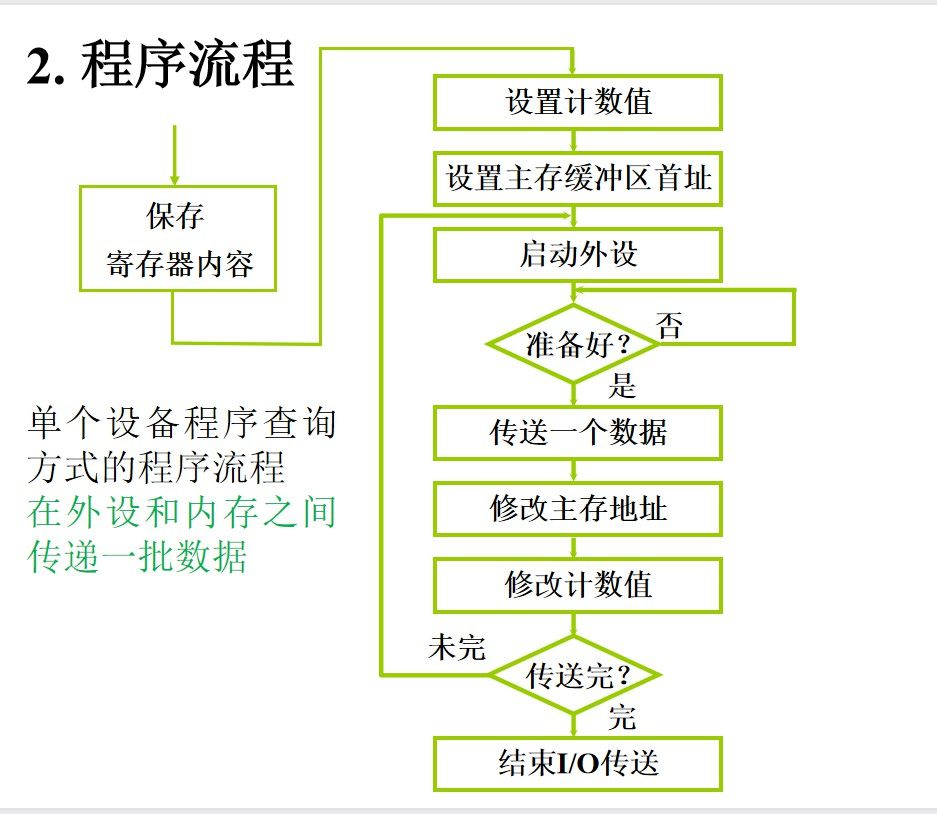 2. 程序流程
保存
寄存器内容
设置计数值
设置主存缓冲区首址
启动外设
准备好?
否
是
传送一个数据
修改主存地址
修改计数值
未完
传送完?
完
结束I/O传送
单个设备程序查询
方式的程序流程
在外设和内存之间
传递一批数据